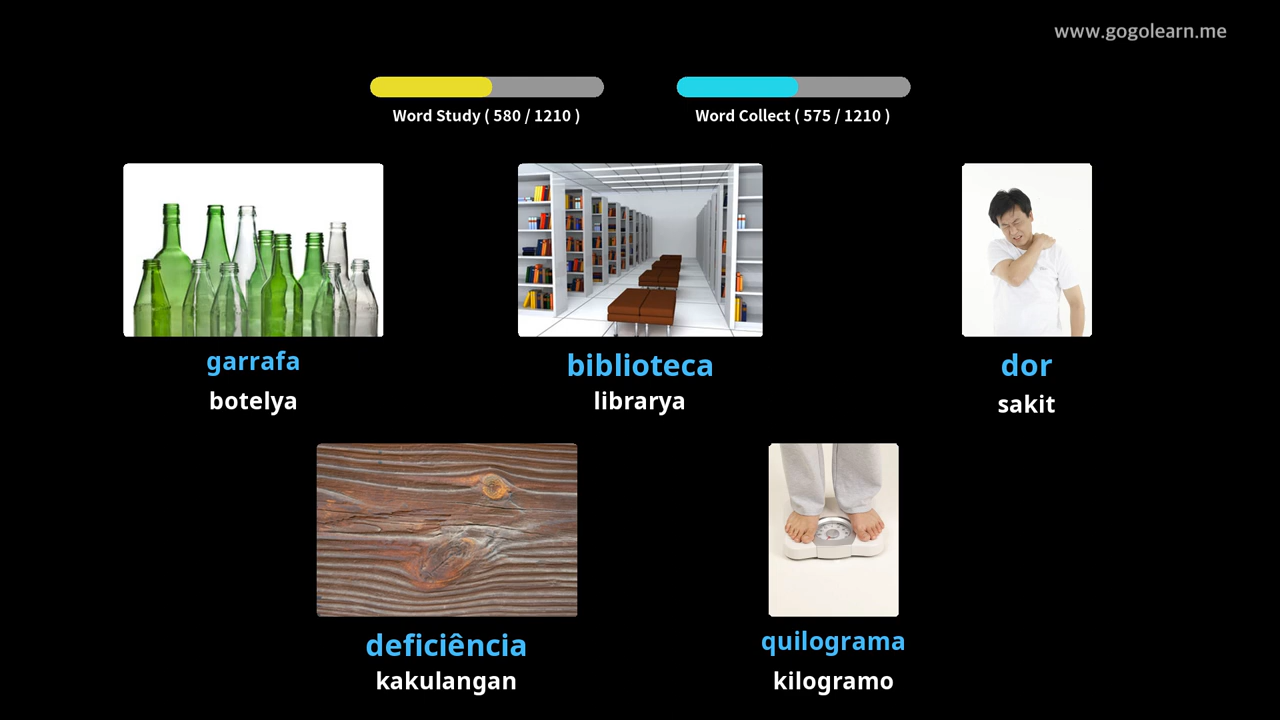 www.gogolearn.me
Word Study ( 580 / 1210 )
Word Collect ( 575 / 1210 )
garrafa
botelya
biblioteca
librarya
dor
sakit
deficiência
kakulangan
quilograma
kilogramo